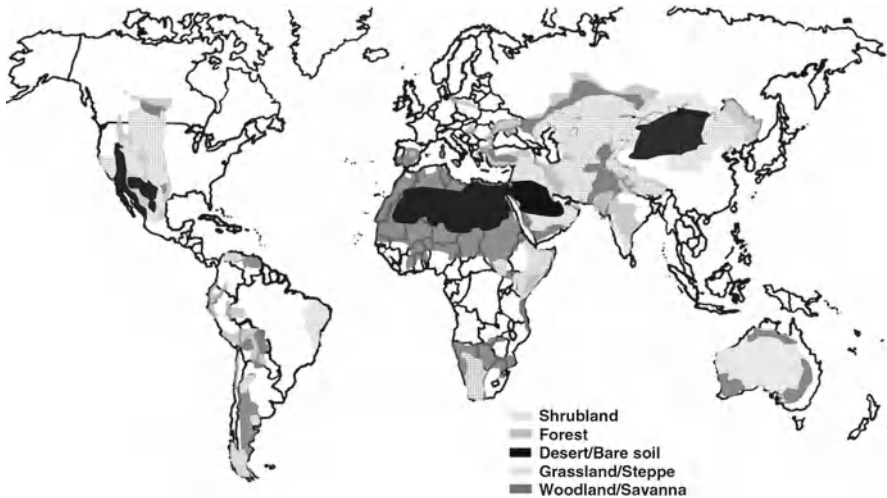 Shrubland
Forest
Desert/Bare soil
Grassland/Steppe
Woodland/Savanna